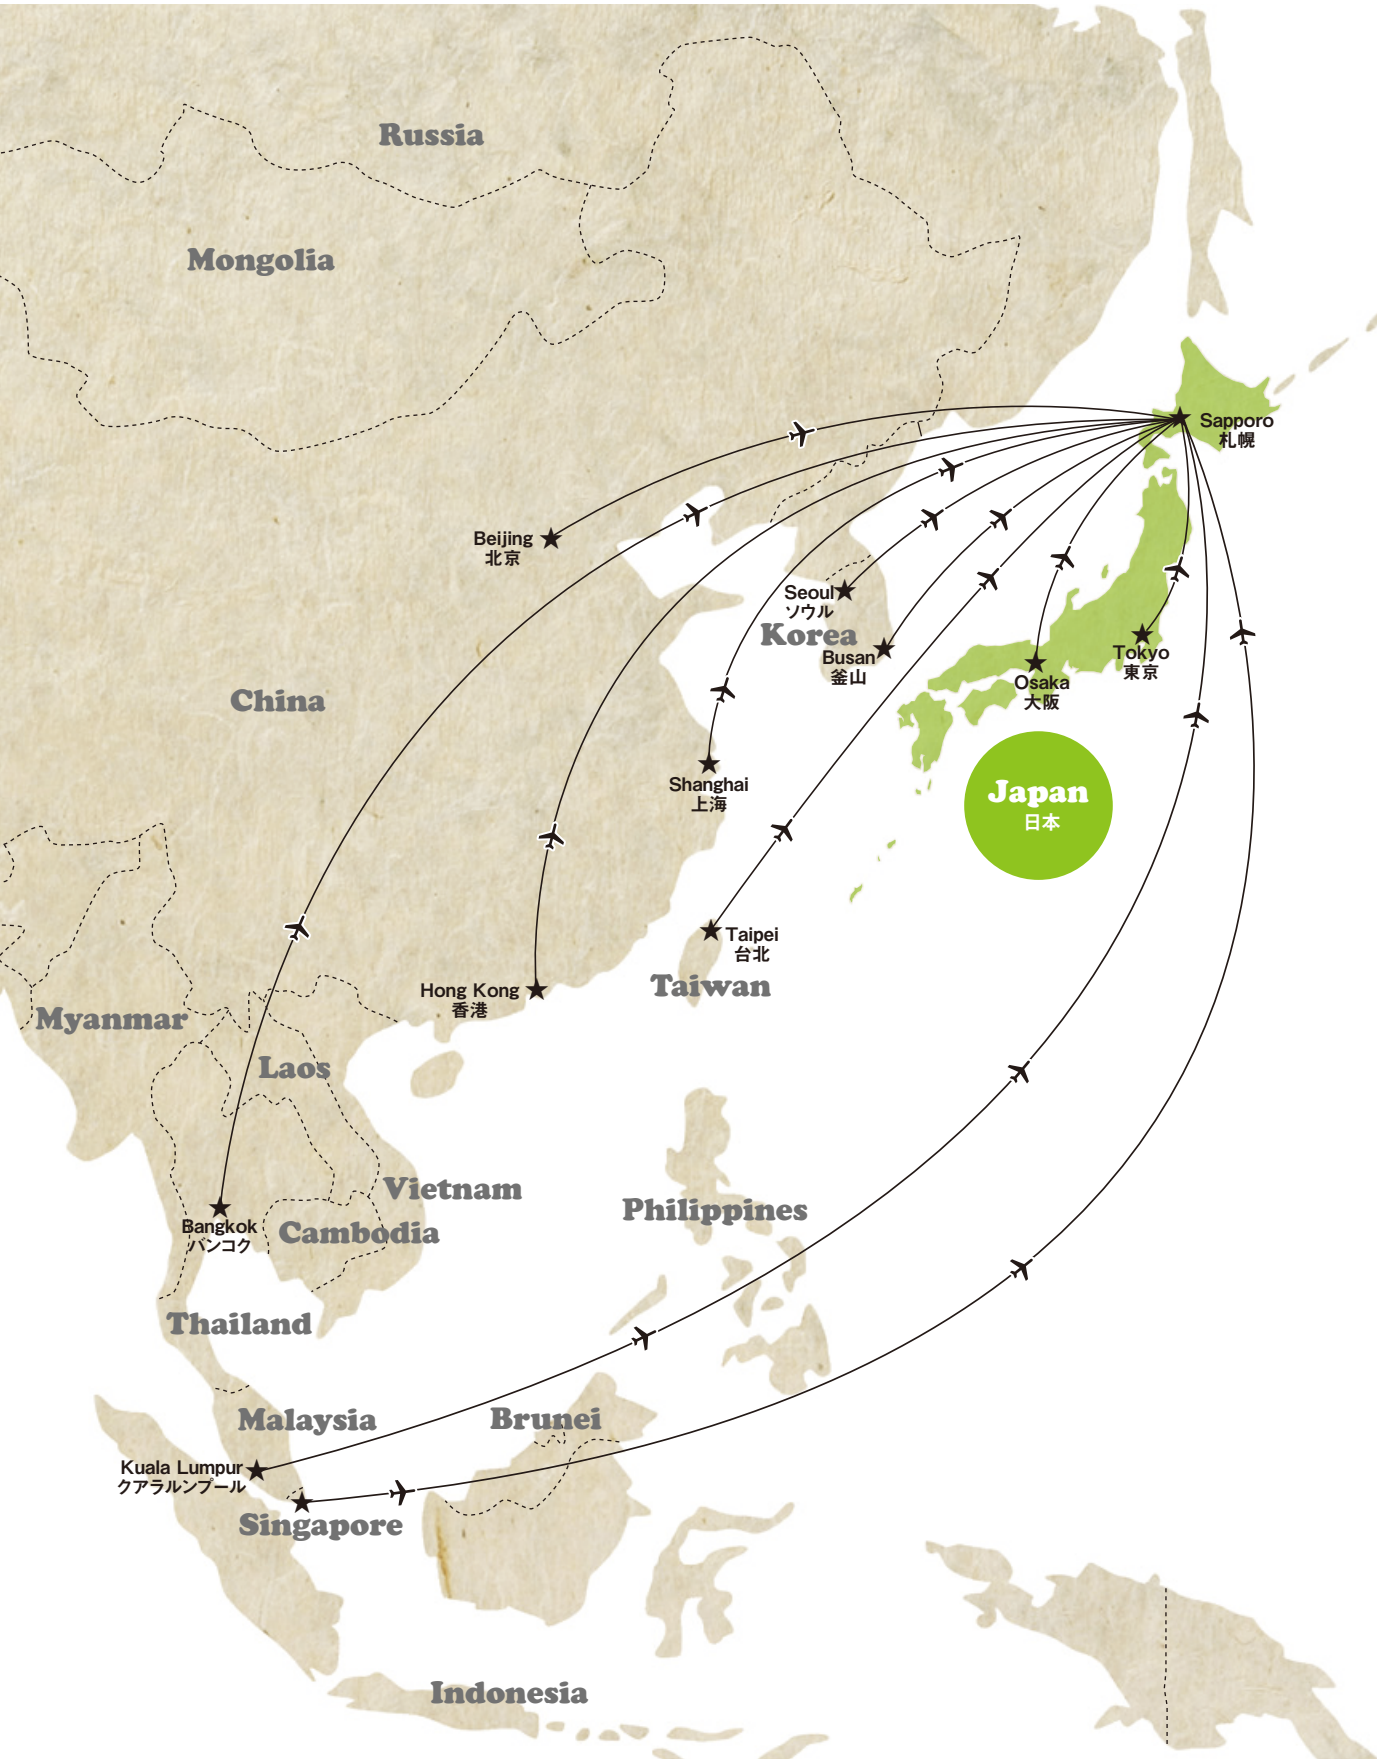 Russia
Mongolia
Sapporo
札幌
Beijing
北京
Seoul
ソウル
Korea
Busan
釜山
Tokyo
東京
Osaka
大阪
China
Shanghai
上海
Japan
日本
Taipei
台北
Taiwan
Hong Kong
香港
Myanmar
Laos
Vietnam
Philippines
Bangkok
バンコク
Cambodia
Thailand
Malaysia
Brunei
Kuala Lumpur
クアラルンプール
Singapore
Indonesia